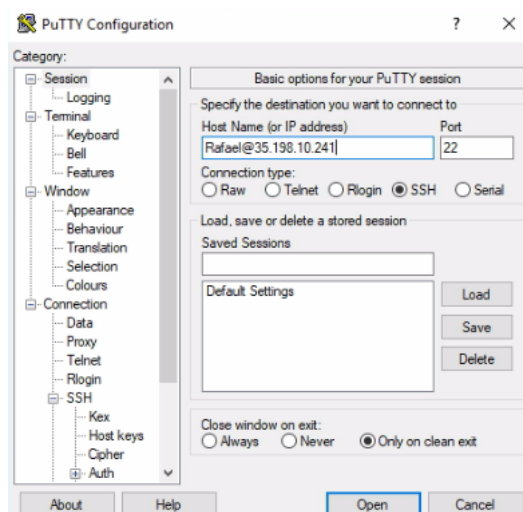 PuTTY Configuration ? ×
Category:
Session
Logging
Terminal
Keyboard
Bell
Features
Window
Appearance
Behaviour
Translation
Selection
Colours
Connection
Data
Proxy
Telnet
Rlogin
SSH
Kex
Host keys
Cipher
Auth
Basic options for your PuTTY session
Specify the destination you want to connect to
Host Name (or IP address) Port
Rafael@35.198.10.241 22
Connection type:
Raw Telnet Rlogin SSH Serial
Load, save or delete a stored session
Saved Sessions
Default Settings
Load
Save
Delete
Close window on exit:
Always Never Only on clean exit
About Help Open Cancel